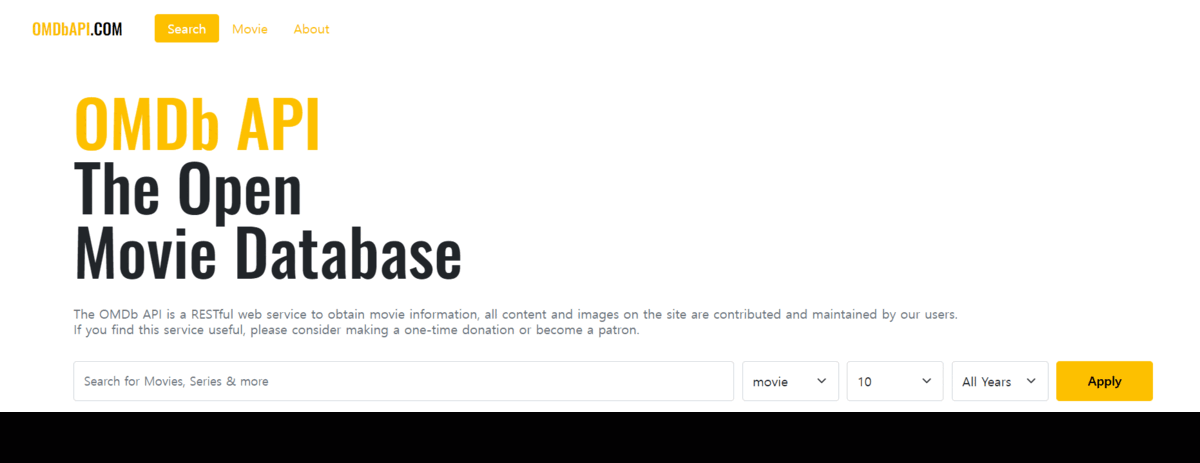 OMDbAPI.COM Search Movie About
OMDb API
The Open
Movie Database
The OMDb API is a RESTful web service to obtain movie information, all content and images on the site are contributed and maintained by our users.
If you find this service useful, please consider making a one-time donation or become a patron.
Search for Movies, Series & more movie 10 All Years Apply